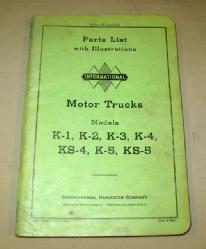 Parts List
with Illustrations
INTERNATIONAL
Motor Trucks
Models
K-1, K-2, K-3, K-4,
KS-4, K-5, KS-5
INTERNATIONAL HARVESTER COMPANY